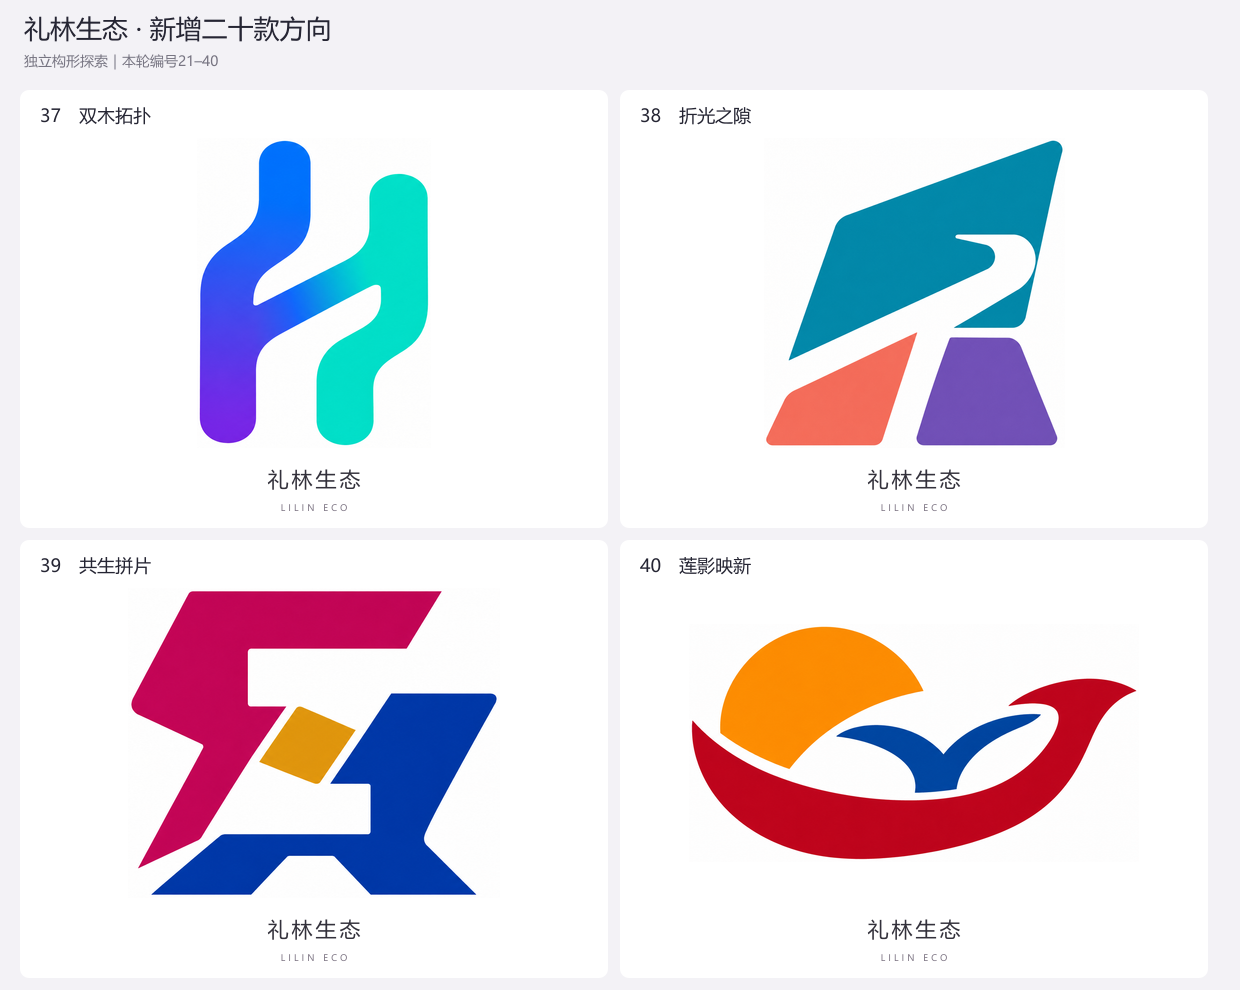 礼林生态 · 新增二十款方向
独立构形探索｜本轮编号21–40
37 双木拓扑
38 折光之隙
礼林生态
LILIN ECO
礼林生态
LILIN ECO
39 共生拼片
40 莲影映新
礼林生态
LILIN ECO
礼林生态
LILIN ECO